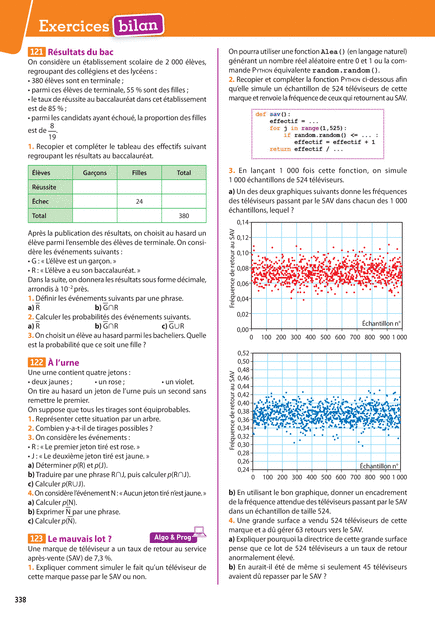 Exercices bilan
121 Résultats du bac
On considère un établissement scolaire de 2 000 élèves,
regroupant des collégiens et des lycéens :
• 380 élèves sont en terminale ;
• parmi ces élèves de terminale, 55 % sont des filles ;
• le taux de réussite au baccalauréat dans cet établissement
est de 85 % ;
• parmi les candidats ayant échoué, la proportion des filles
est de 8/19.
1. Recopier et compléter le tableau des effectifs suivant
regroupant les résultats au baccalauréat.
Élèves Garçons Filles Total
Réussite
Échec 24
Total 380
Après la publication des résultats, on choisit au hasard un
élève parmi l'ensemble des élèves de terminale. On consi-
dère les événements suivants :
• G : « L'élève est un garçon. »
• R : « L'élève a eu son baccalauréat. »
Dans la suite, on donnera les résultats sous forme décimale,
arrondis à 10⁻² près.
1. Définir les événements suivants par une phrase.
a) R̅ b) G̅∩R
2. Calculer les probabilités des événements suivants.
a) R̅ b) G̅∩R c) G̅∪R
3. On choisit un élève au hasard parmi les bacheliers. Quelle
est la probabilité que ce soit une fille ?
122 À l'urne
Une urne contient quatre jetons :
• deux jaunes ; • un rose ; • un violet.
On tire au hasard un jeton de l'urne puis un second sans
remettre le premier.
On suppose que tous les tirages sont équiprobables.
1. Représenter cette situation par un arbre.
2. Combien y-a-t-il de tirages possibles ?
3. On considère les événements :
• R : « Le premier jeton tiré est rose. »
• J : « Le deuxième jeton tiré est jaune. »
a) Déterminer p(R) et p(J).
b) Traduire par une phrase R∩J, puis calculer p(R∩J).
c) Calculer p(R∪J).
4. On considère l'événement N : « Aucun jeton tiré n'est jaune. »
a) Calculer p(N).
b) Exprimer N̅ par une phrase.
c) Calculer p(N̅).
123 Le mauvais lot ? Algo & Prog
Une marque de téléviseur a un taux de retour au service
après-vente (SAV) de 7,3 %.
1. Expliquer comment simuler le fait qu'un téléviseur de
cette marque passe par le SAV ou non.
On pourra utiliser une fonction Alea() (en langage naturel)
générant un nombre réel aléatoire entre 0 et 1 ou la com-
mande PYTHON équivalente random.random().
2. Recopier et compléter la fonction PYTHON ci-dessous afin
qu'elle simule un échantillon de 524 téléviseurs de cette
marque et renvoie la fréquence de ceux qui retournent au SAV.
def sav():
effectif = ...
for j in range(1,525):
if random.random() <= ... :
effectif = effectif + 1
return effectif / ...
3. En lançant 1 000 fois cette fonction, on simule
1 000 échantillons de 524 téléviseurs.
a) Un des deux graphiques suivants donne les fréquences
des téléviseurs passant par le SAV dans chacun des 1 000
échantillons, lequel ?
Fréquence de retour au SAV
0,14
0,12
0,10
0,08
0,06
0,04
0,02
0,00
Échantillon n°
0 100 200 300 400 500 600 700 800 900 1 000
Fréquence de retour au SAV
0,52
0,50
0,48
0,46
0,44
0,42
0,40
0,38
0,36
0,34
0,32
0,30
0,28
0,26
0,24
Échantillon n°
0 100 200 300 400 500 600 700 800 900 1 000
b) En utilisant le bon graphique, donner un encadrement
de la fréquence attendue des téléviseurs passant par le SAV
dans un échantillon de taille 524.
4. Une grande surface a vendu 524 téléviseurs de cette
marque et a dû gérer 63 retours vers le SAV.
a) Expliquer pourquoi la directrice de cette grande surface
pense que ce lot de 524 téléviseurs a un taux de retour
anormalement élevé.
b) En aurait-il été de même si seulement 45 téléviseurs
avaient dû repasser par le SAV ?
338